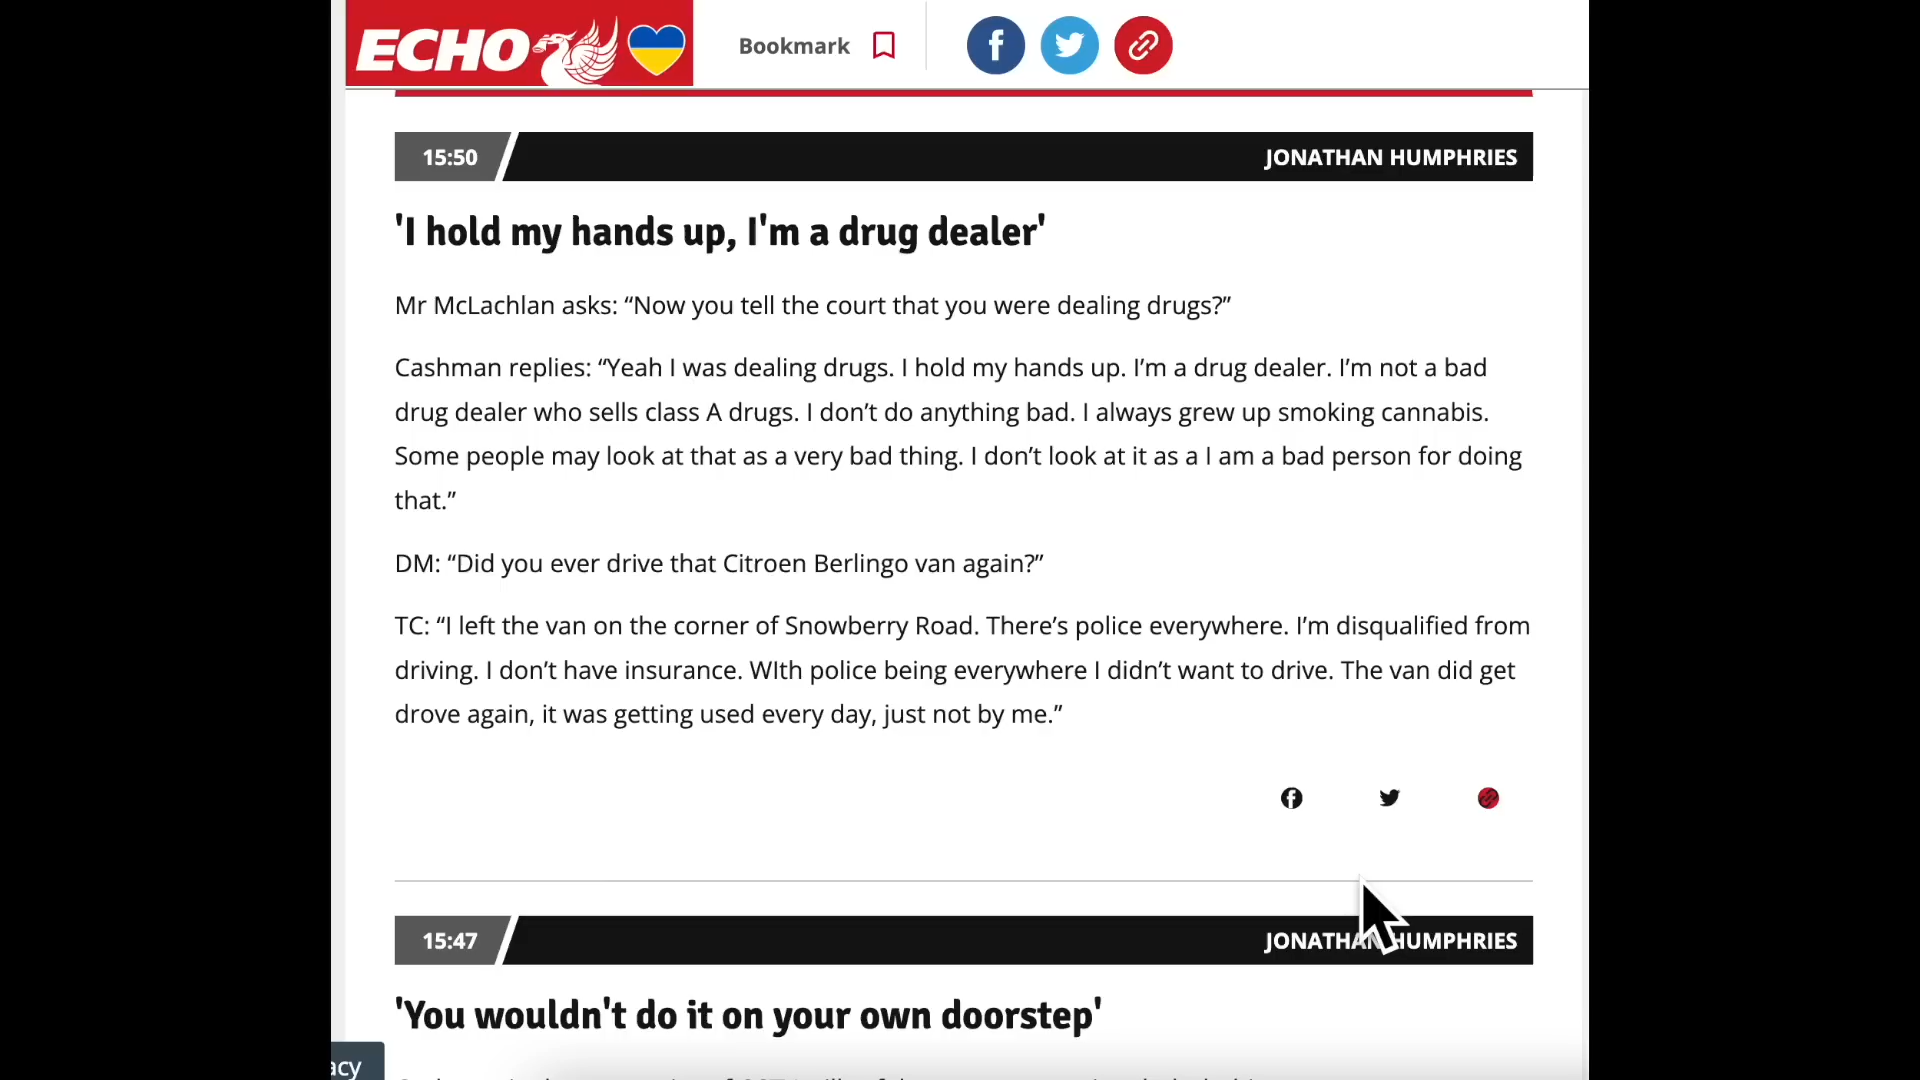 ECHO
Bookmark
15:50
JONATHAN HUMPHRIES
'I hold my hands up, I'm a drug dealer'
Mr McLachlan asks: “Now you tell the court that you were dealing drugs?”
Cashman replies: “Yeah I was dealing drugs. I hold my hands up. I’m a drug dealer. I’m not a bad
drug dealer who sells class A drugs. I don’t do anything bad. I always grew up smoking cannabis.
Some people may look at that as a very bad thing. I don’t look at it as a I am a bad person for doing
that.”
DM: “Did you ever drive that Citroen Berlingo van again?”
TC: “I left the van on the corner of Snowberry Road. There’s police everywhere. I’m disqualified from
driving. I don’t have insurance. WIth police being everywhere I didn’t want to drive. The van did get
drove again, it was getting used every day, just not by me.”
15:47
JONATHAN HUMPHRIES
'You wouldn't do it on your own doorstep'
acy